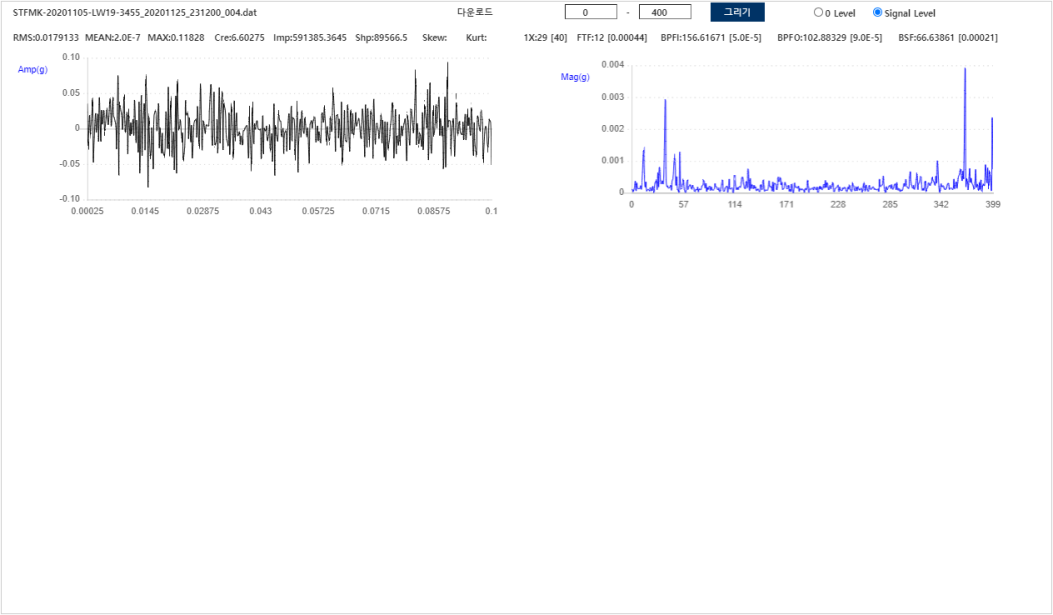 STFMK-20201105-LW19-3455_20201125_231200_004.dat 다운로드 0 - 400 그리기 0 Level Signal Level
RMS:0.0179133 MEAN:2.0E-7 MAX:0.11828 Cre:6.60275 Imp:591385.3645 Shp:89566.5 Skew: Kurt: 1X:29 [40] FTF:12 [0.00044] BPFI:156.61671 [5.0E-5] BPFO:102.88329 [9.0E-5] BSF:66.63861 [0.00021]
Amp(g)
0.10
0.05
0
-0.05
-0.10
0.00025 0.0145 0.02875 0.043 0.05725 0.0715 0.08575 0.1
Mag(g)
0.004
0.003
0.002
0.001
0
0 57 114 171 228 285 342 399